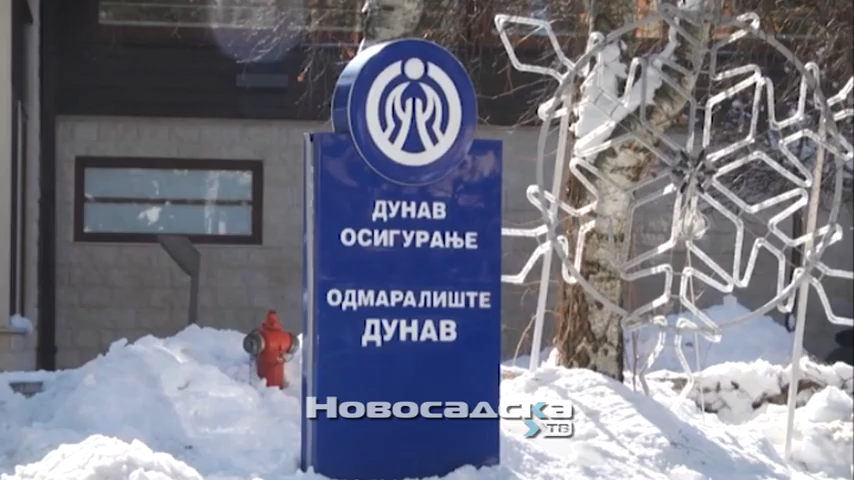 ДУНАВ
ОСИГУРАЊЕ
ОДМАРАЛИШТЕ
ДУНАВ
НОВОСАДСКА
ТВ